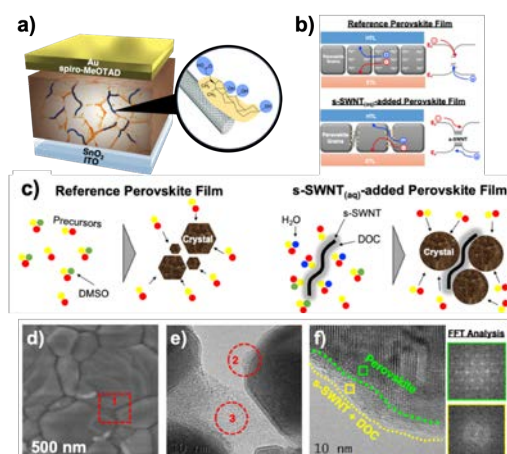 a)
Au
spiro-MeOTAD
SnO2
ITO
b)
Reference Perovskite Film
HTL
Perovskite
Grains
ETL
s-SWNT(aq)-added Perovskite Film
HTL
Perovskite
Grains
s-SWNT
ETL
c)
Reference Perovskite Film
Precursors
Crystal
DMSO
s-SWNT(aq)-added Perovskite Film
H2O
s-SWNT
DOC
Crystal
d)
1
500 nm
e)
2
3
f)
Perovskite
s-SWNT + DOC
10 nm
FFT Analysis